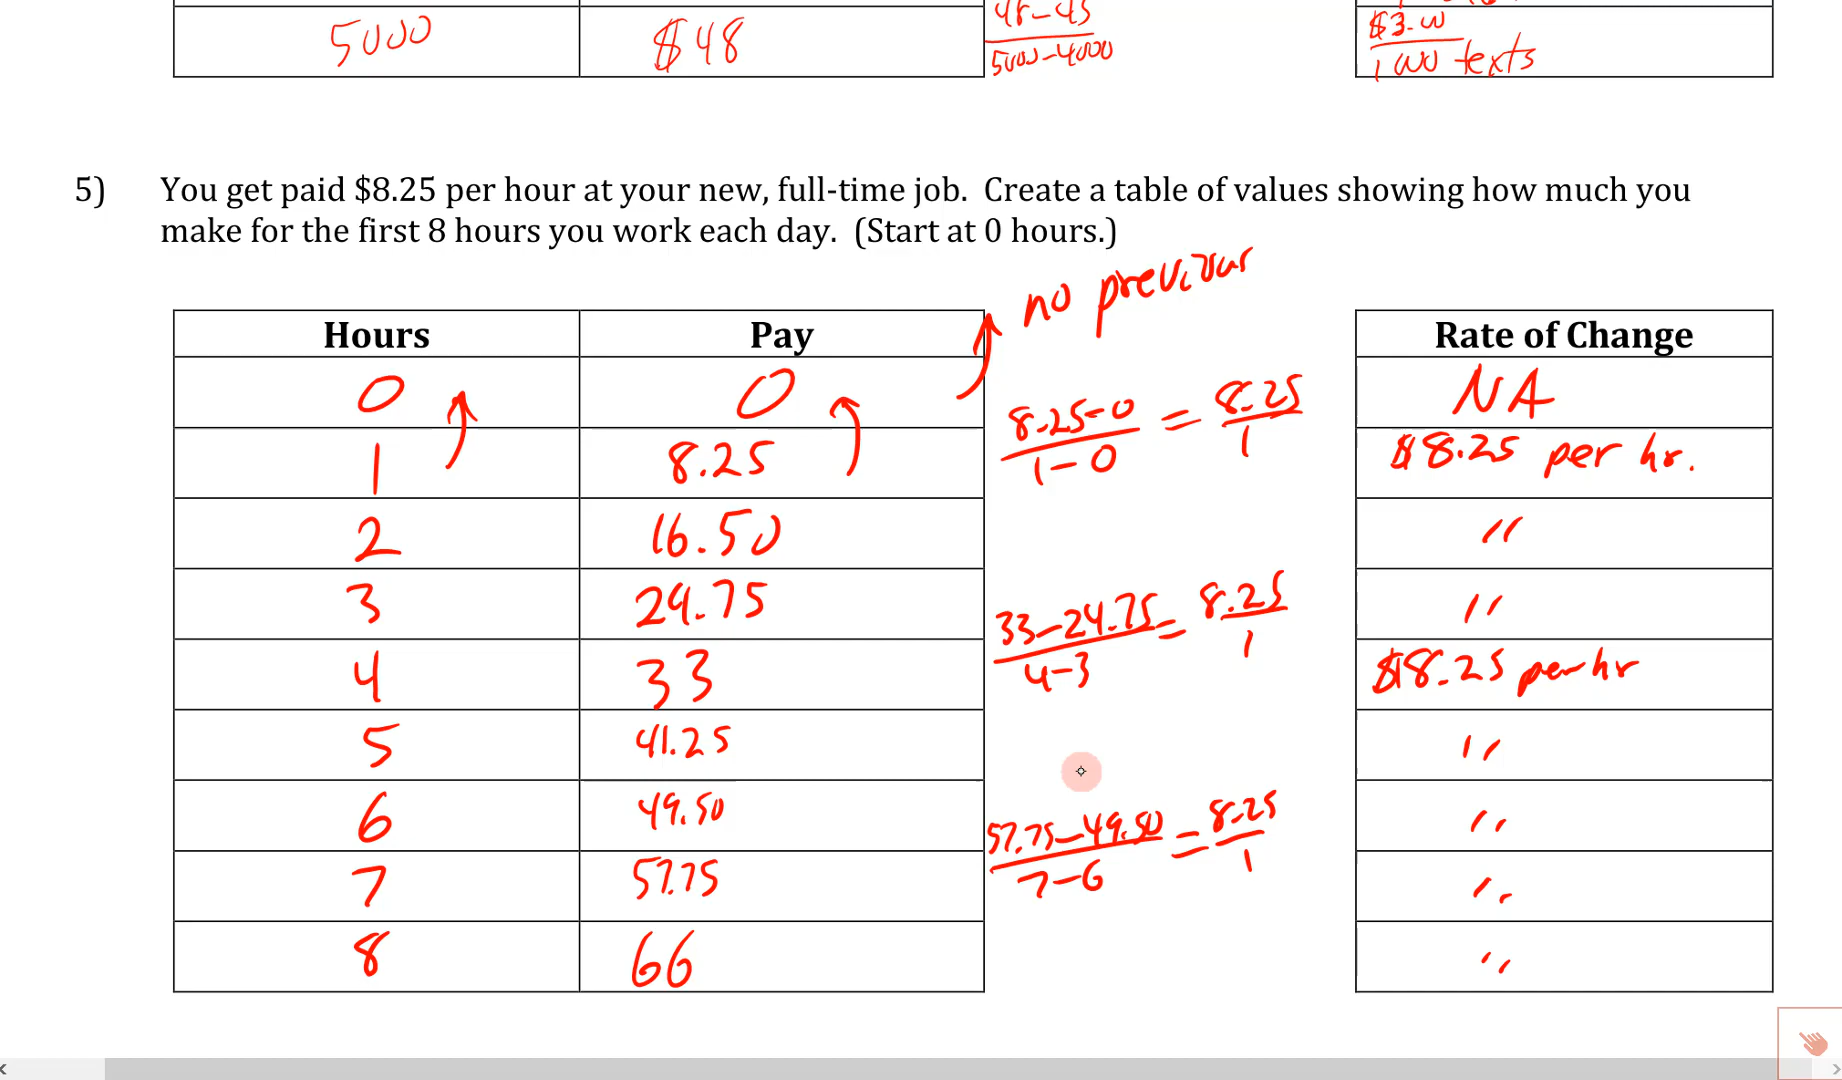 5000 $48 48-45 $3.00
5000-4000 1000 texts
5) You get paid $8.25 per hour at your new, full-time job. Create a table of values showing how much you
make for the first 8 hours you work each day. (Start at 0 hours.)
no previous
Hours Pay Rate of Change
0 0 NA
8.25-0 = 8.25
1-0 1
1 8.25 $8.25 per hr.
2 16.50 "
3 24.75 "
33-24.75 = 8.25
4-3 1
4 33 $8.25 per hr
5 41.25 "
6 49.50 "
57.75-49.50 = 8.25
7-6 1
7 57.75 "
8 66 "